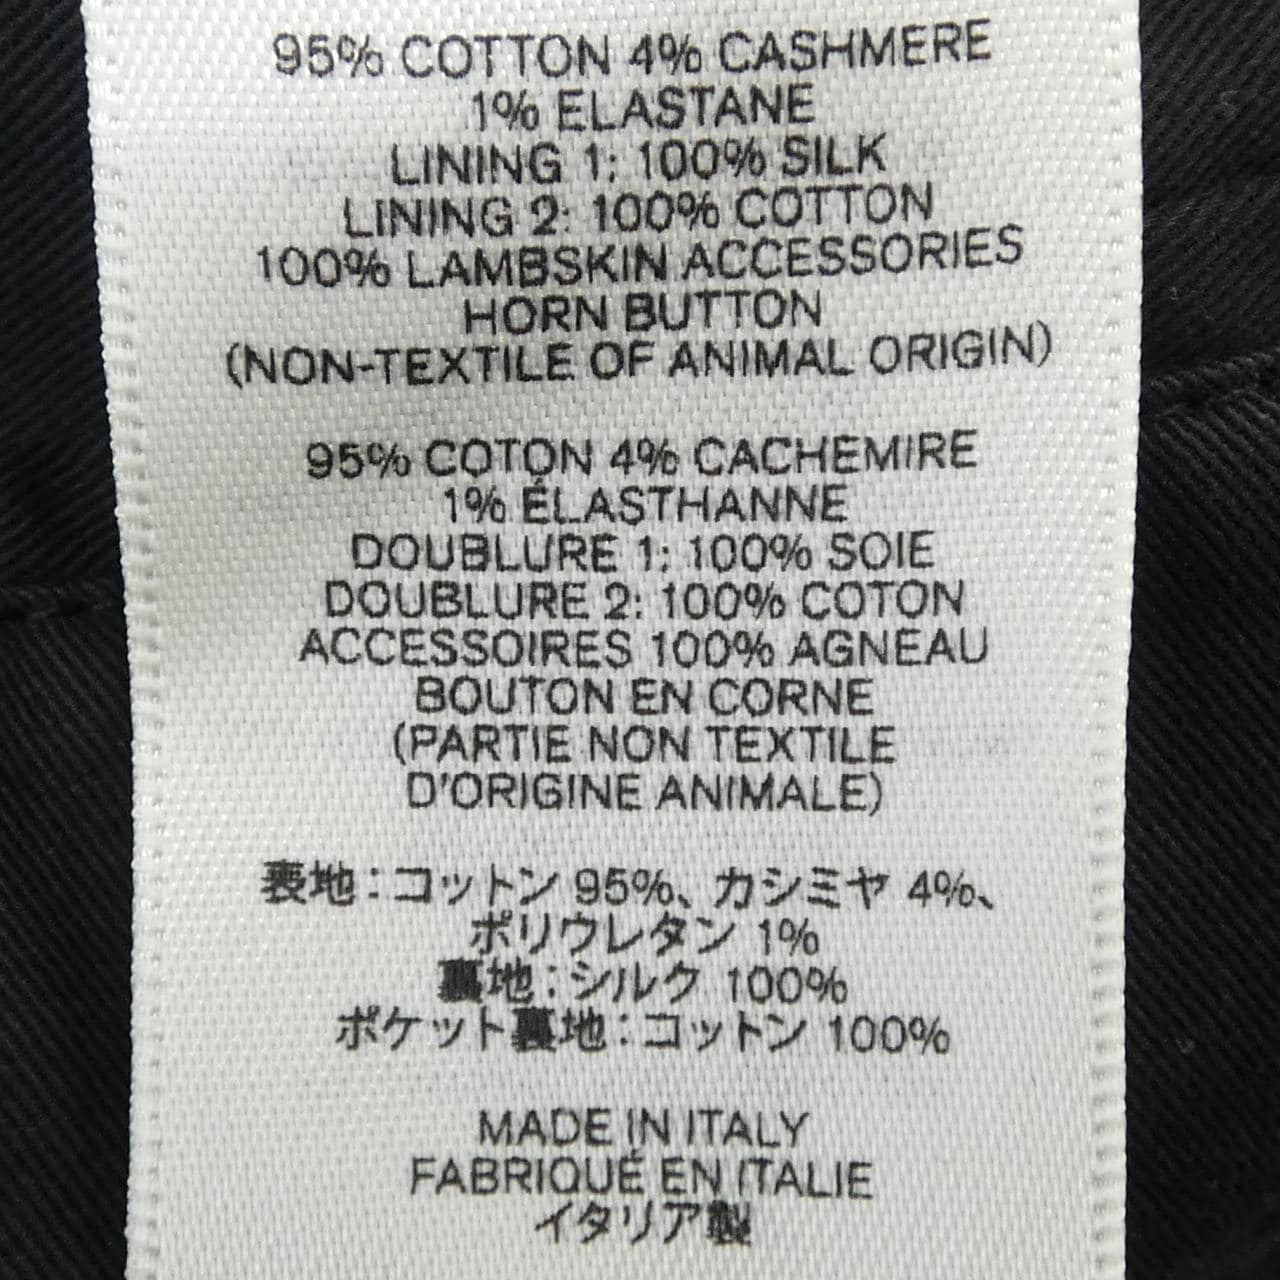 95% COTTON 4% CASHMERE
1% ELASTANE
LINING 1: 100% SILK
LINING 2: 100% COTTON
100% LAMBSKIN ACCESSORIES
HORN BUTTON
(NON-TEXTILE OF ANIMAL ORIGIN)
95% COTON 4% CACHEMIRE
1% ÉLASTHANNE
DOUBLURE 1: 100% SOIE
DOUBLURE 2: 100% COTON
ACCESSOIRES 100% AGNEAU
BOUTON EN CORNE
(PARTIE NON TEXTILE
D'ORIGINE ANIMALE)
表地：コットン 95%、カシミヤ 4%、
ポリウレタン 1%
裏地：シルク 100%
ポケット裏地：コットン 100%
MADE IN ITALY
FABRIQUÉ EN ITALIE
イタリア製